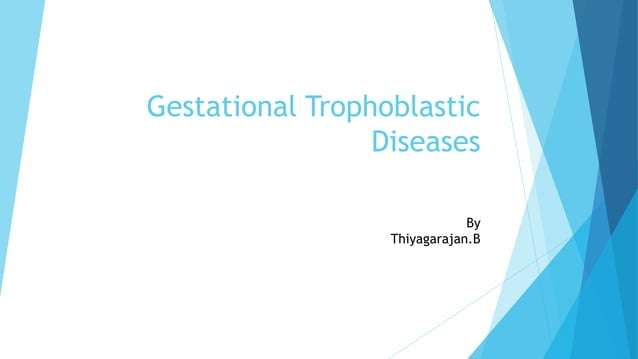 Gestational Trophoblastic
Diseases
By
Thiyagarajan.B